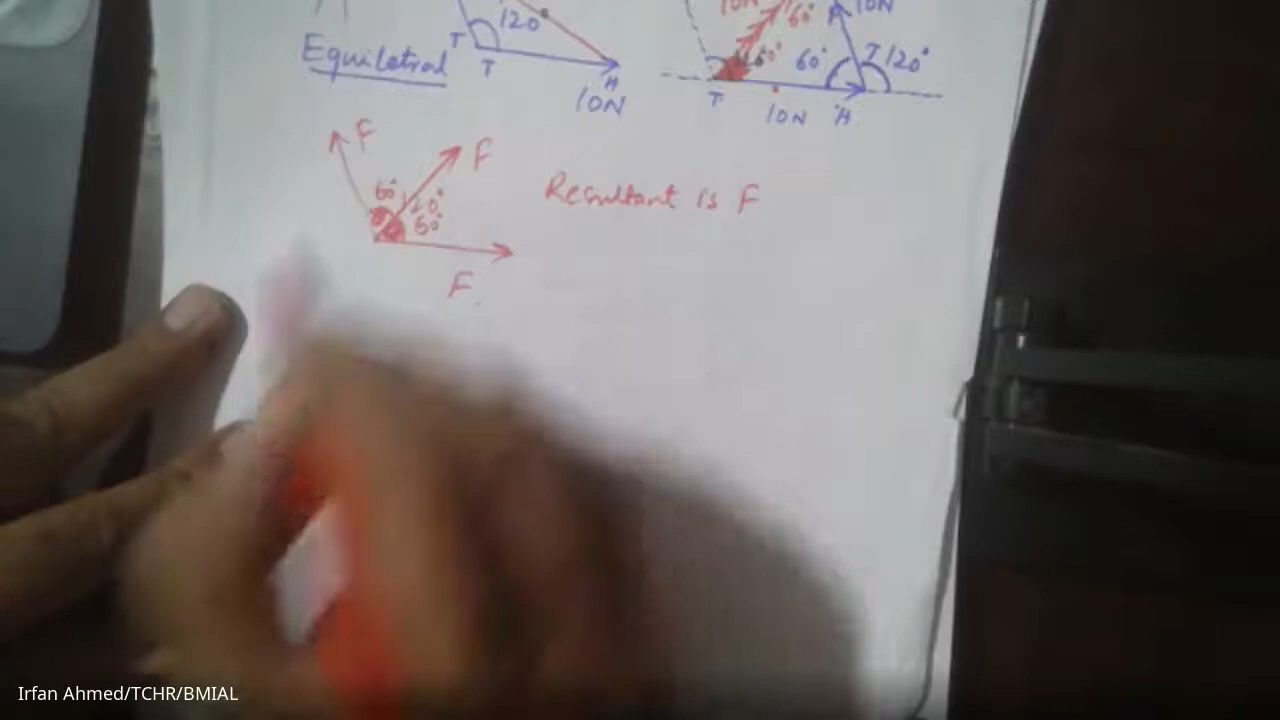 120°
Equilateral
T
T
H
10N
10N
60°
10N
60°
60°
T 120°
T
10N
H
F
F
60°
120°
60°
F
Resultant is F
Irfan Ahmed/TCHR/BMIAL